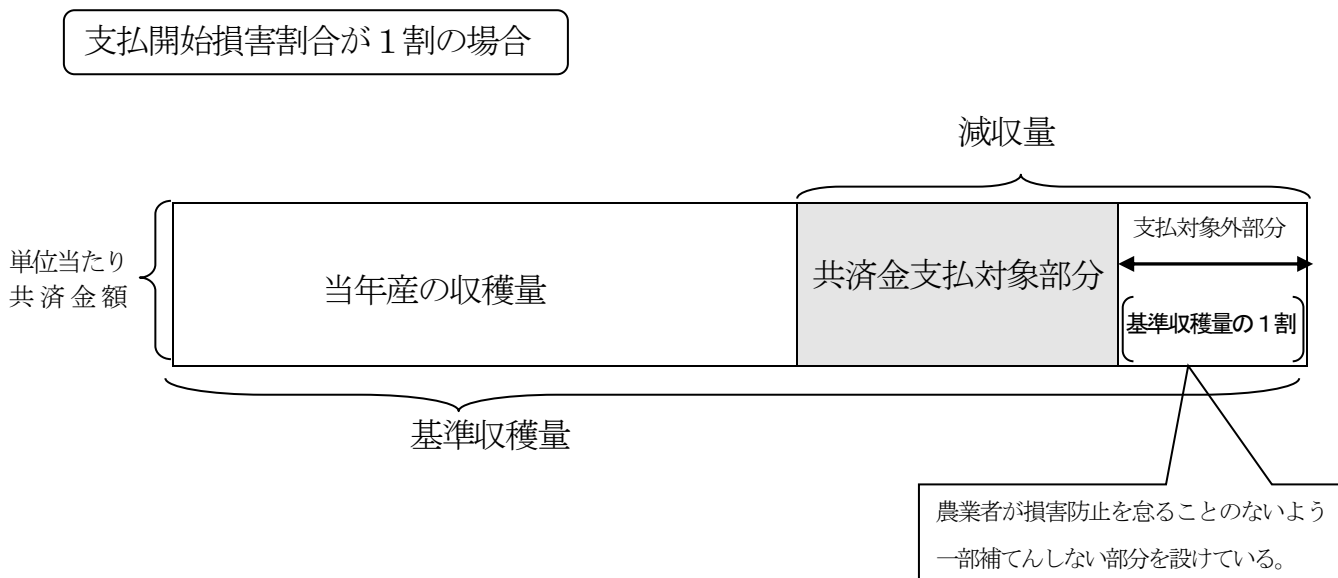 支払開始損害割合が１割の場合
減収量
単位当たり
共済金額
当年産の収穫量
共済金支払対象部分
支払対象外部分
基準収穫量の１割
基準収穫量
農業者が損害防止を怠ることのないよう
一部補てんしない部分を設けている。